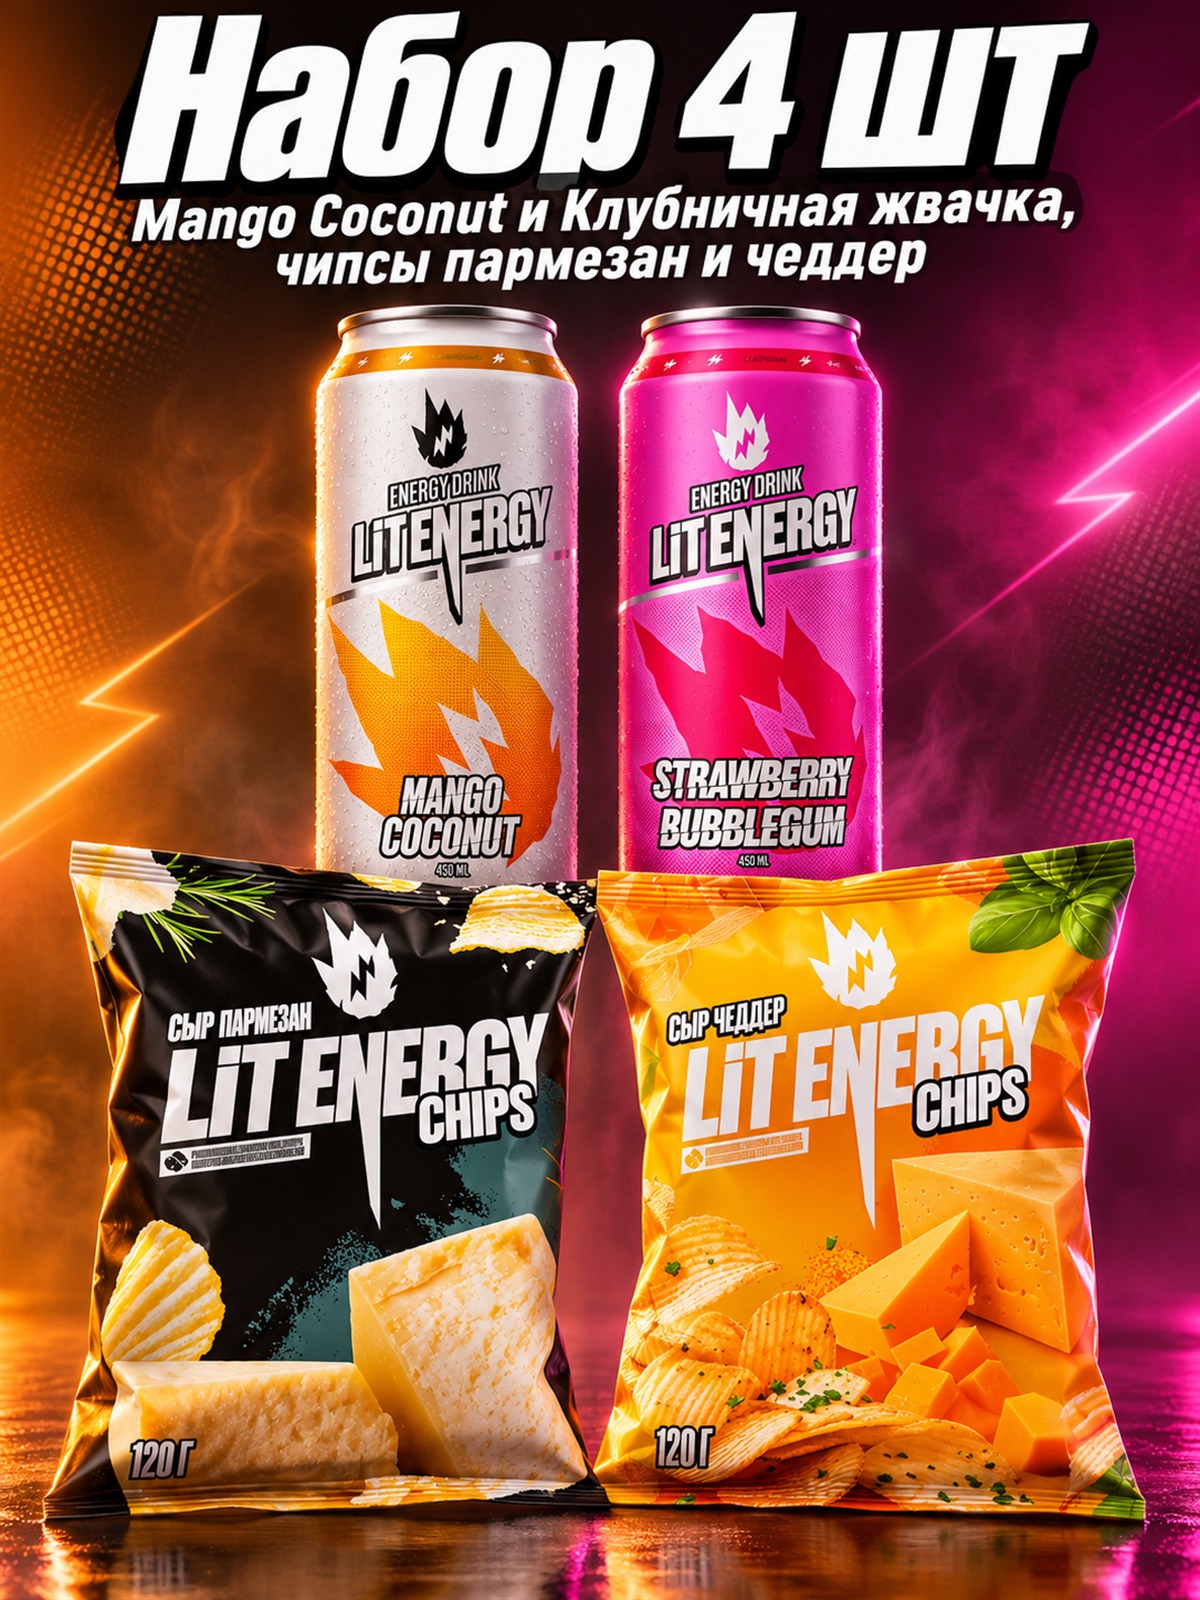 Набор 4 шт
Mango Coconut и Клубничная жвачка,
чипсы пармезан и чеддер
ENERGY DRINK
LIT ENERGY
MANGO
COCONUT
450 ML
ENERGY DRINK
LIT ENERGY
STRAWBERRY
BUBBLEGUM
450 ML
СЫР ПАРМЕЗАН
LIT ENERGY
CHIPS
120 Г
СЫР ЧЕДДЕР
LIT ENERGY
CHIPS
120 Г